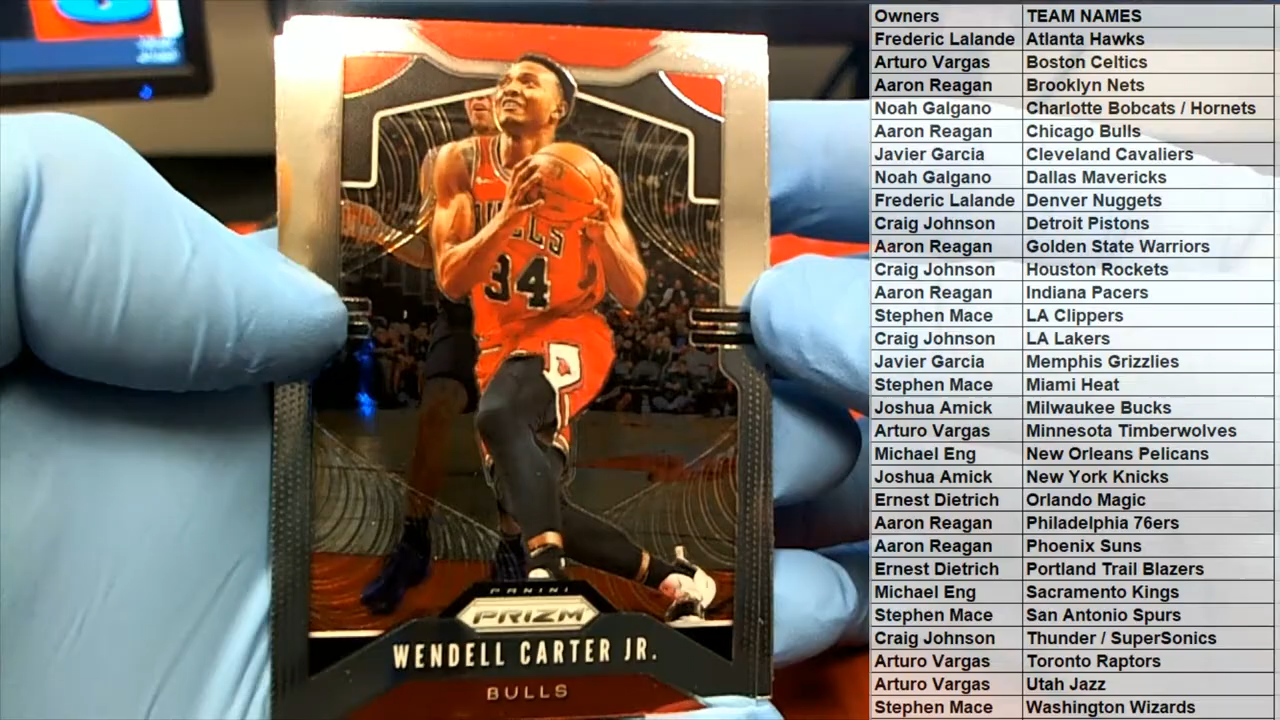 BULLS
34
PANINI
PRIZM
WENDELL CARTER JR.
BULLS
Owners TEAM NAMES
Frederic Lalande Atlanta Hawks
Arturo Vargas Boston Celtics
Aaron Reagan Brooklyn Nets
Noah Galgano Charlotte Bobcats / Hornets
Aaron Reagan Chicago Bulls
Javier Garcia Cleveland Cavaliers
Noah Galgano Dallas Mavericks
Frederic Lalande Denver Nuggets
Craig Johnson Detroit Pistons
Aaron Reagan Golden State Warriors
Craig Johnson Houston Rockets
Aaron Reagan Indiana Pacers
Stephen Mace LA Clippers
Craig Johnson LA Lakers
Javier Garcia Memphis Grizzlies
Stephen Mace Miami Heat
Joshua Amick Milwaukee Bucks
Arturo Vargas Minnesota Timberwolves
Michael Eng New Orleans Pelicans
Joshua Amick New York Knicks
Ernest Dietrich Orlando Magic
Aaron Reagan Philadelphia 76ers
Aaron Reagan Phoenix Suns
Ernest Dietrich Portland Trail Blazers
Michael Eng Sacramento Kings
Stephen Mace San Antonio Spurs
Craig Johnson Thunder / SuperSonics
Arturo Vargas Toronto Raptors
Arturo Vargas Utah Jazz
Stephen Mace Washington Wizards